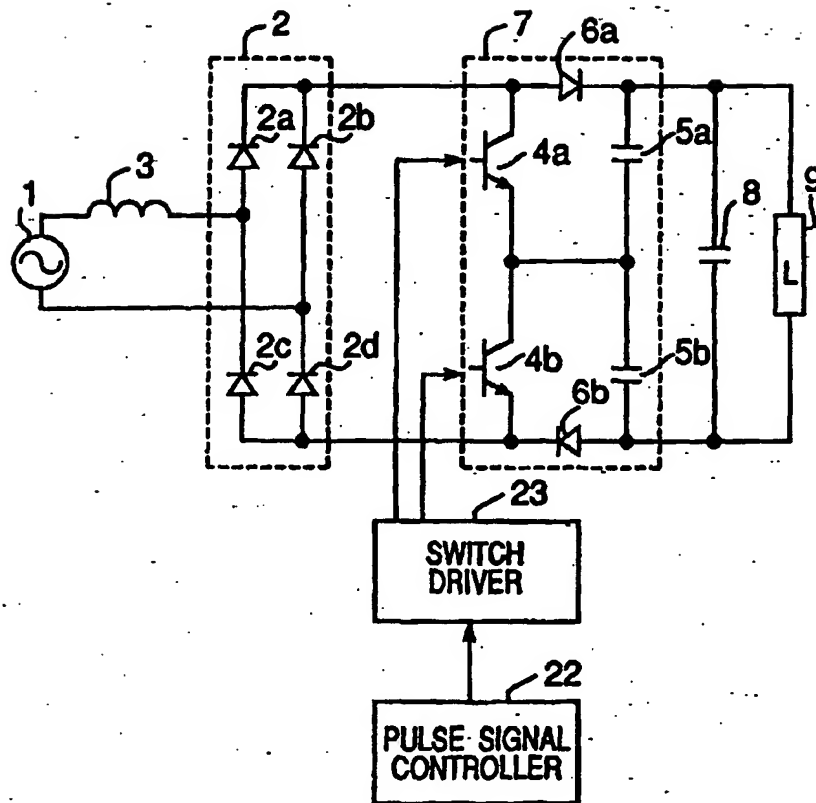 2
7
6a
2a
2b
4a
5a
3
1
8
9
L
2c
2d
4b
5b
6b
23
SWITCH
DRIVER
22
PULSE SIGNAL
CONTROLLER